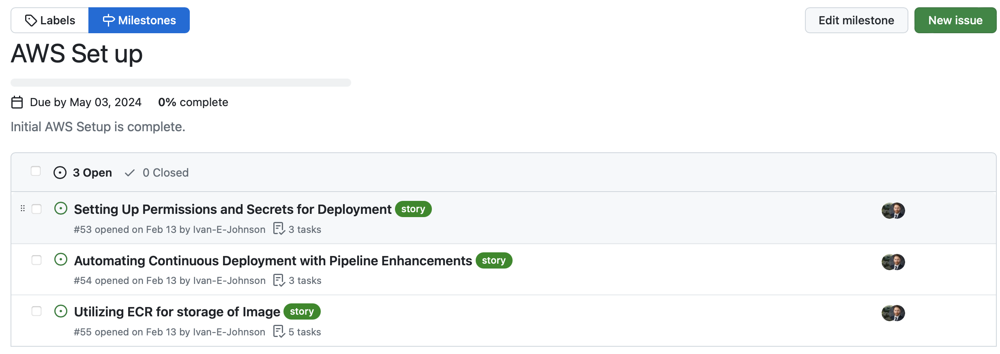 Labels Milestones Edit milestone New issue
AWS Set up
Due by May 03, 2024 0% complete
Initial AWS Setup is complete.
3 Open 0 Closed
Setting Up Permissions and Secrets for Deployment story
#53 opened on Feb 13 by Ivan-E-Johnson 3 tasks
Automating Continuous Deployment with Pipeline Enhancements story
#54 opened on Feb 13 by Ivan-E-Johnson 3 tasks
Utilizing ECR for storage of Image story
#55 opened on Feb 13 by Ivan-E-Johnson 5 tasks